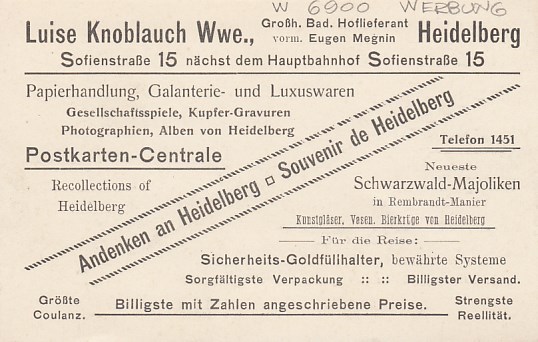 W 6900 WERBUNG
Luise Knoblauch Wwe., Großh. Bad. Hoflieferant
vorm. Eugen Megnin Heidelberg
Sofienstraße 15 nächst dem Hauptbahnhof Sofienstraße 15
Papierhandlung, Galanterie- und Luxuswaren
Gesellschaftsspiele, Kupfer-Gravuren
Photographien, Alben von Heidelberg
Postkarten-Centrale
Recollections of
Heidelberg
Andenken an Heidelberg Souvenir de Heidelberg
Telefon 1451
Neueste
Schwarzwald-Majoliken
in Rembrandt-Manier
Kunstgläser, Vasen, Bierkrüge von Heidelberg
Für die Reise:
Sicherheits-Goldfüllhalter, bewährte Systeme
Sorgfältigste Verpackung :: :: Billigster Versand.
Größte
Coulanz.
Billigste mit Zahlen angeschriebene Preise.
Strengste
Reellität.